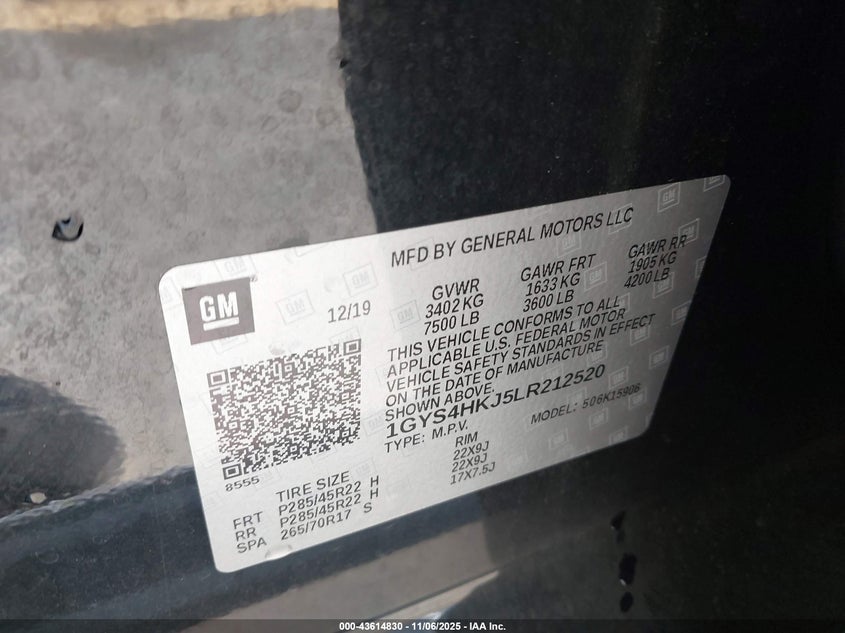 MFD BY GENERAL MOTORS LLC
GM
12/19
GVWR
3402 KG
7500 LB
GAWR FRT
1633 KG
3600 LB
GAWR RR
1905 KG
4200 LB
THIS VEHICLE CONFORMS TO ALL
APPLICABLE U.S. FEDERAL MOTOR
VEHICLE SAFETY STANDARDS IN EFFECT
ON THE DATE OF MANUFACTURE
SHOWN ABOVE.
1GYS4HKJ5LR212520
TYPE: M.P.V.
MODEL: 506K15906
8555
TIRE SIZE RIM
FRT P285/45R22 H 22X9J
RR P285/45R22 H 22X9J
SPA 265/70R17 S 17X7.5J
000-43614830 - 11/06/2025 - IAA Inc.